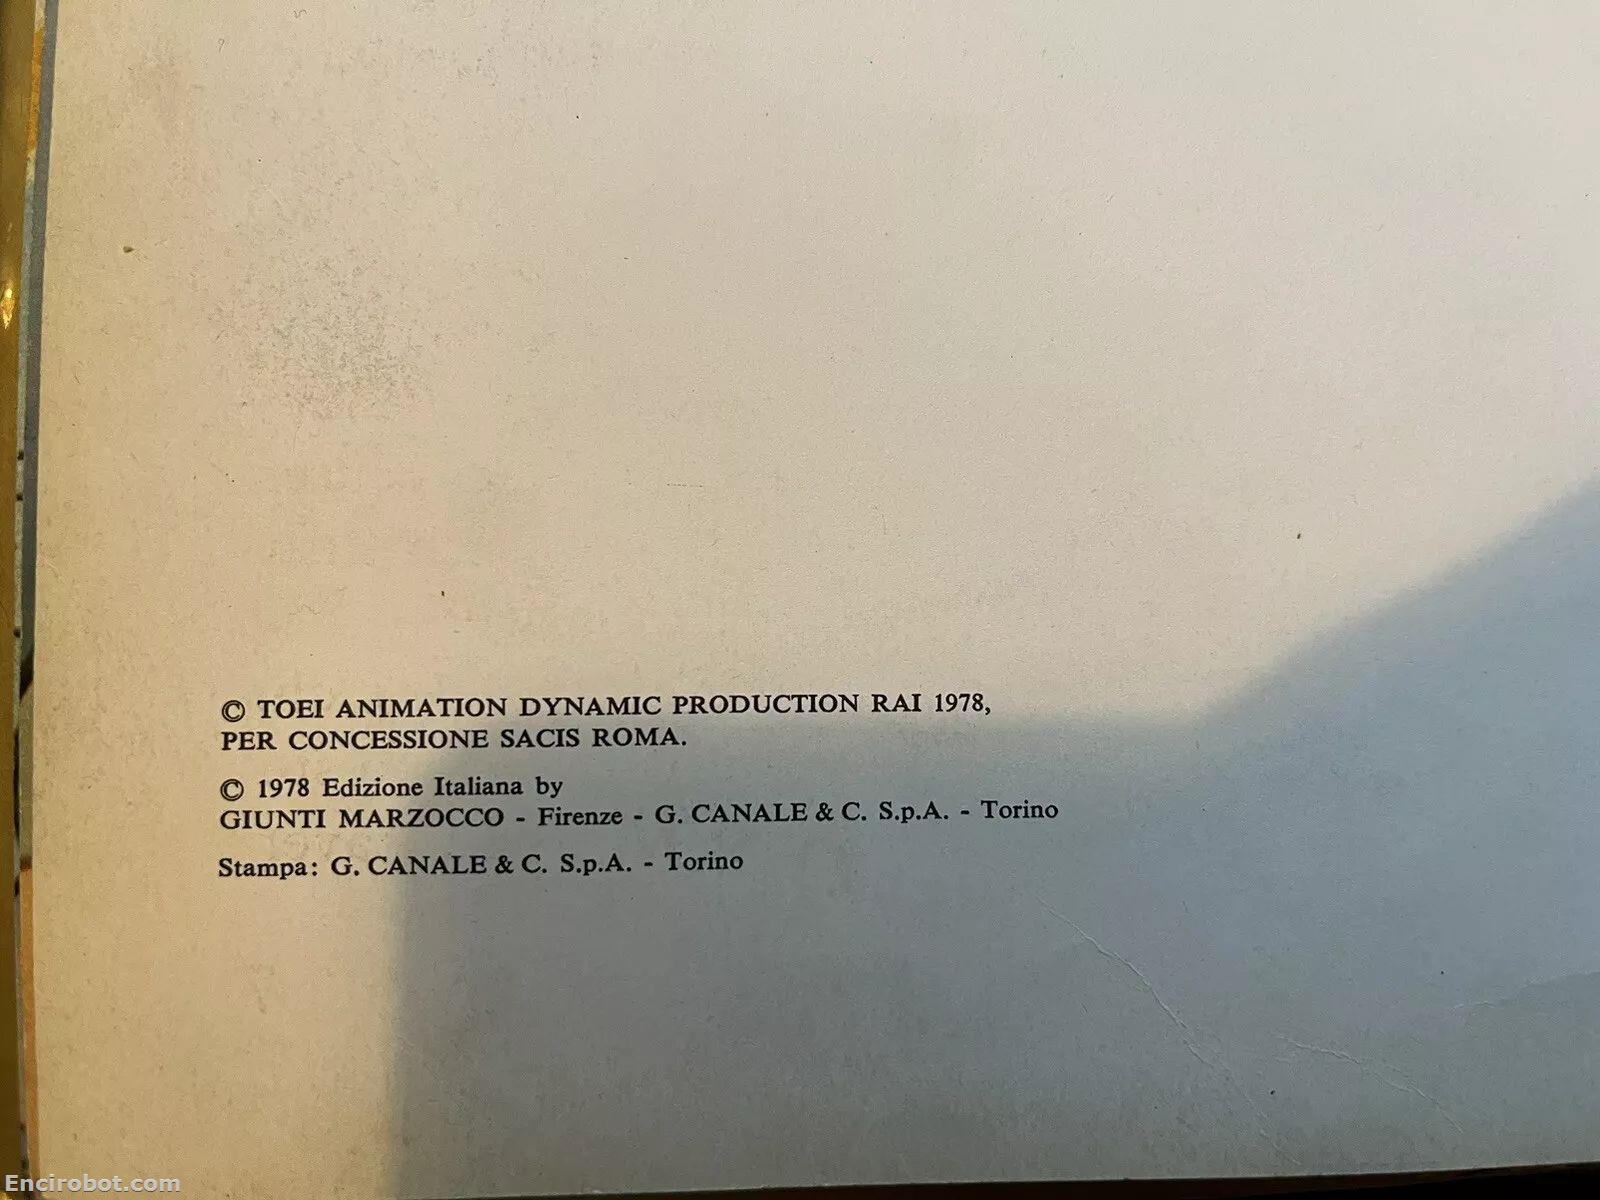 © TOEI ANIMATION DYNAMIC PRODUCTION RAI 1978,
PER CONCESSIONE SACIS ROMA.
© 1978 Edizione Italiana by
GIUNTI MARZOCCO - Firenze - G. CANALE & C. S.p.A. - Torino
Stampa: G. CANALE & C. S.p.A. - Torino
Encirobot.com